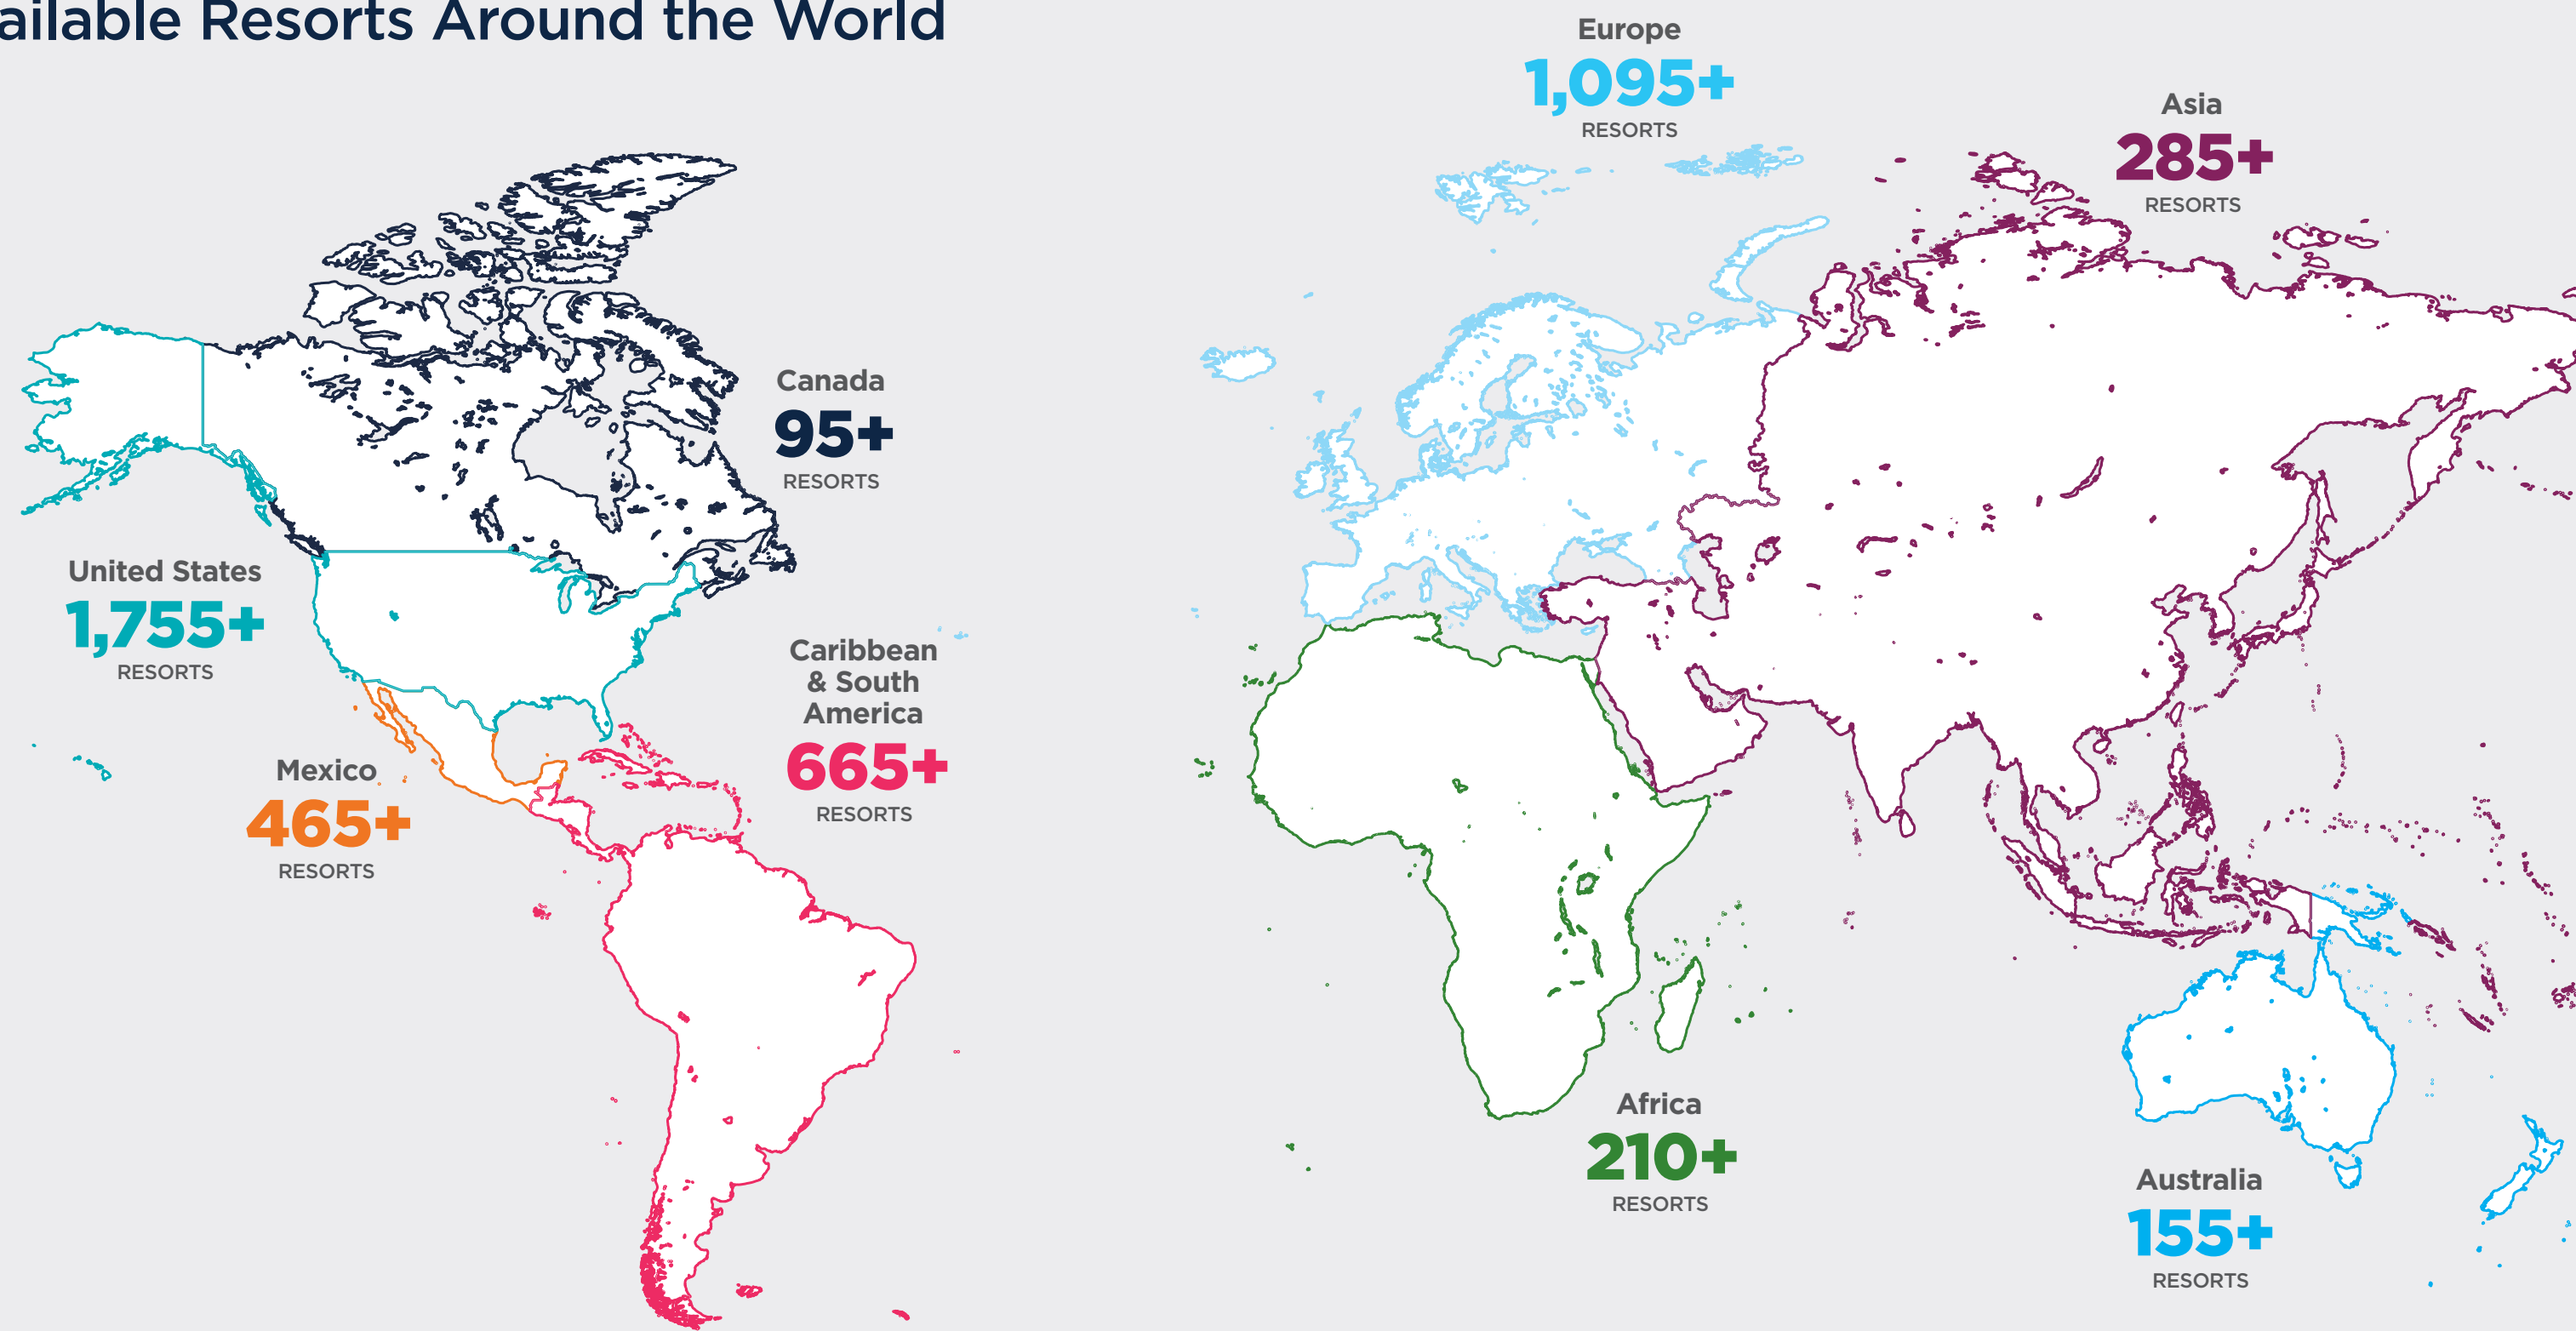 ailable Resorts Around the World
Europe
1,095+
RESORTS
Asia
285+
RESORTS
Canada
95+
RESORTS
United States
1,755+
RESORTS
Caribbean
& South
America
665+
RESORTS
Mexico
465+
RESORTS
Africa
210+
RESORTS
Australia
155+
RESORTS